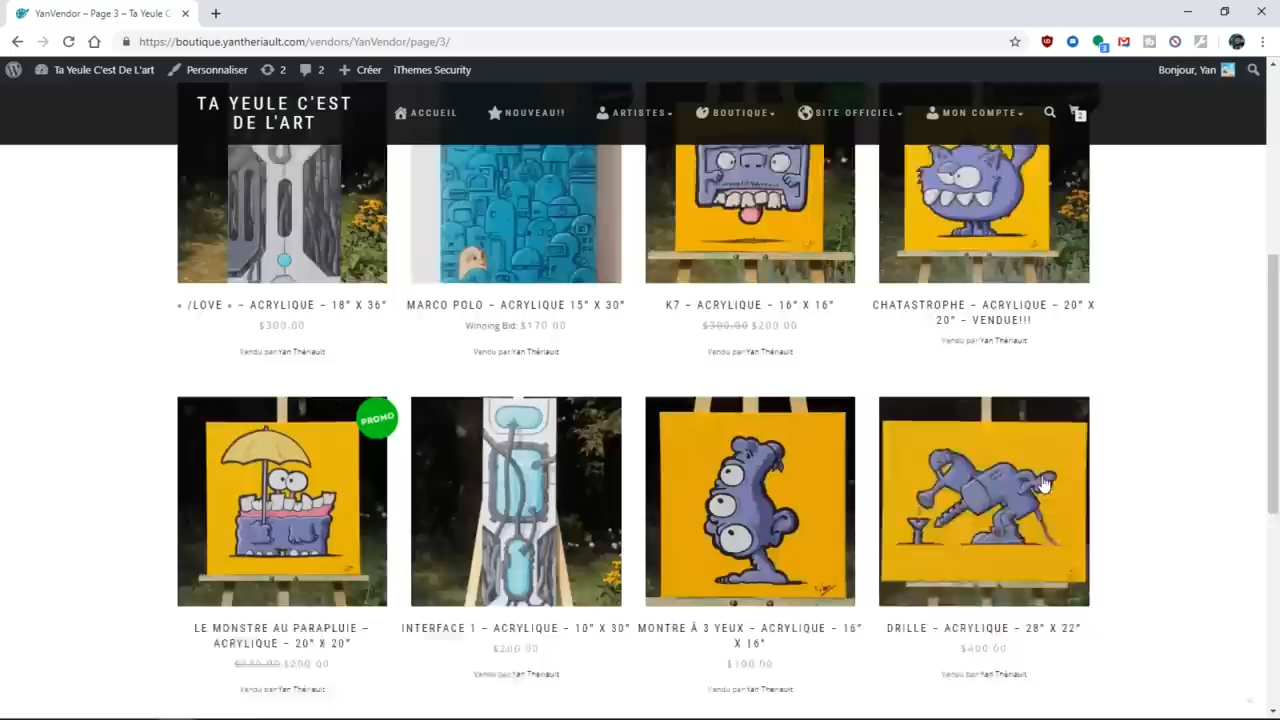 YanVendor – Page 3 – Ta Yeule C
https://boutique.yantheriault.com/vendors/YanVendor/page/3/
3
Ta Yeule C'est De L'art
Personnaliser
2
2
Créer
iThemes Security
Bonjour, Yan
TA YEULE C'EST
DE L'ART
ACCUEIL
NOUVEAU!!
ARTISTES
BOUTIQUE
SITE OFFICIEL
MON COMPTE
2
« /LOVE » – ACRYLIQUE – 18" X 36"
$300.00
Vendu par Yan Thériault
MARCO POLO – ACRYLIQUE 15" X 30"
Winning Bid: $170.00
Vendu par Yan Thériault
K7 – ACRYLIQUE – 16" X 16"
$300.00 $200.00
Vendu par Yan Thériault
CHATASTROPHE – ACRYLIQUE – 20" X
20" – VENDUE!!!
Vendu par Yan Thériault
PROMO
LE MONSTRE AU PARAPLUIE –
ACRYLIQUE – 20" X 20"
$200.00
Vendu par Yan Thériault
INTERFACE 1 – ACRYLIQUE – 10" X 30"
$200.00
Vendu par Yan Thériault
MONTRE À 3 YEUX – ACRYLIQUE – 16"
X 16"
Vendu par Yan Thériault
DRILLE – ACRYLIQUE – 28" X 22"
$400.00
Vendu par Yan Thériault